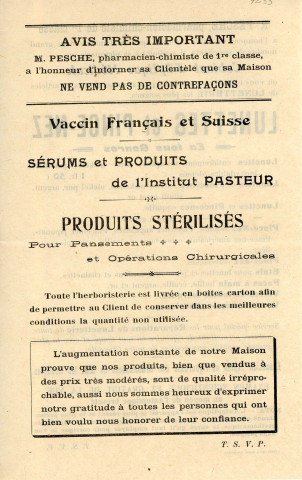 AVIS TRÈS IMPORTANT
M. PESCHE, pharmacien-chimiste de 1re classe,
a l'honneur d'informer sa Clientèle que sa Maison
NE VEND PAS DE CONTREFAÇONS
Vaccin Français et Suisse
SÉRUMS et PRODUITS
de l'Institut PASTEUR
PRODUITS STÉRILISÉS
Pour Pansements
et Opérations Chirurgicales
Toute l'herboristerie est livrée en boîtes carton afin
de permettre au Client de conserver dans les meilleures
conditions la quantité non utilisée.
L'augmentation constante de notre Maison
prouve que nos produits, bien que vendus à
des prix très modérés, sont de qualité irrépro-
chable, aussi nous sommes heureux d'exprimer
notre gratitude à toutes les personnes qui ont
bien voulu nous honorer de leur confiance.
T. S. V. P.